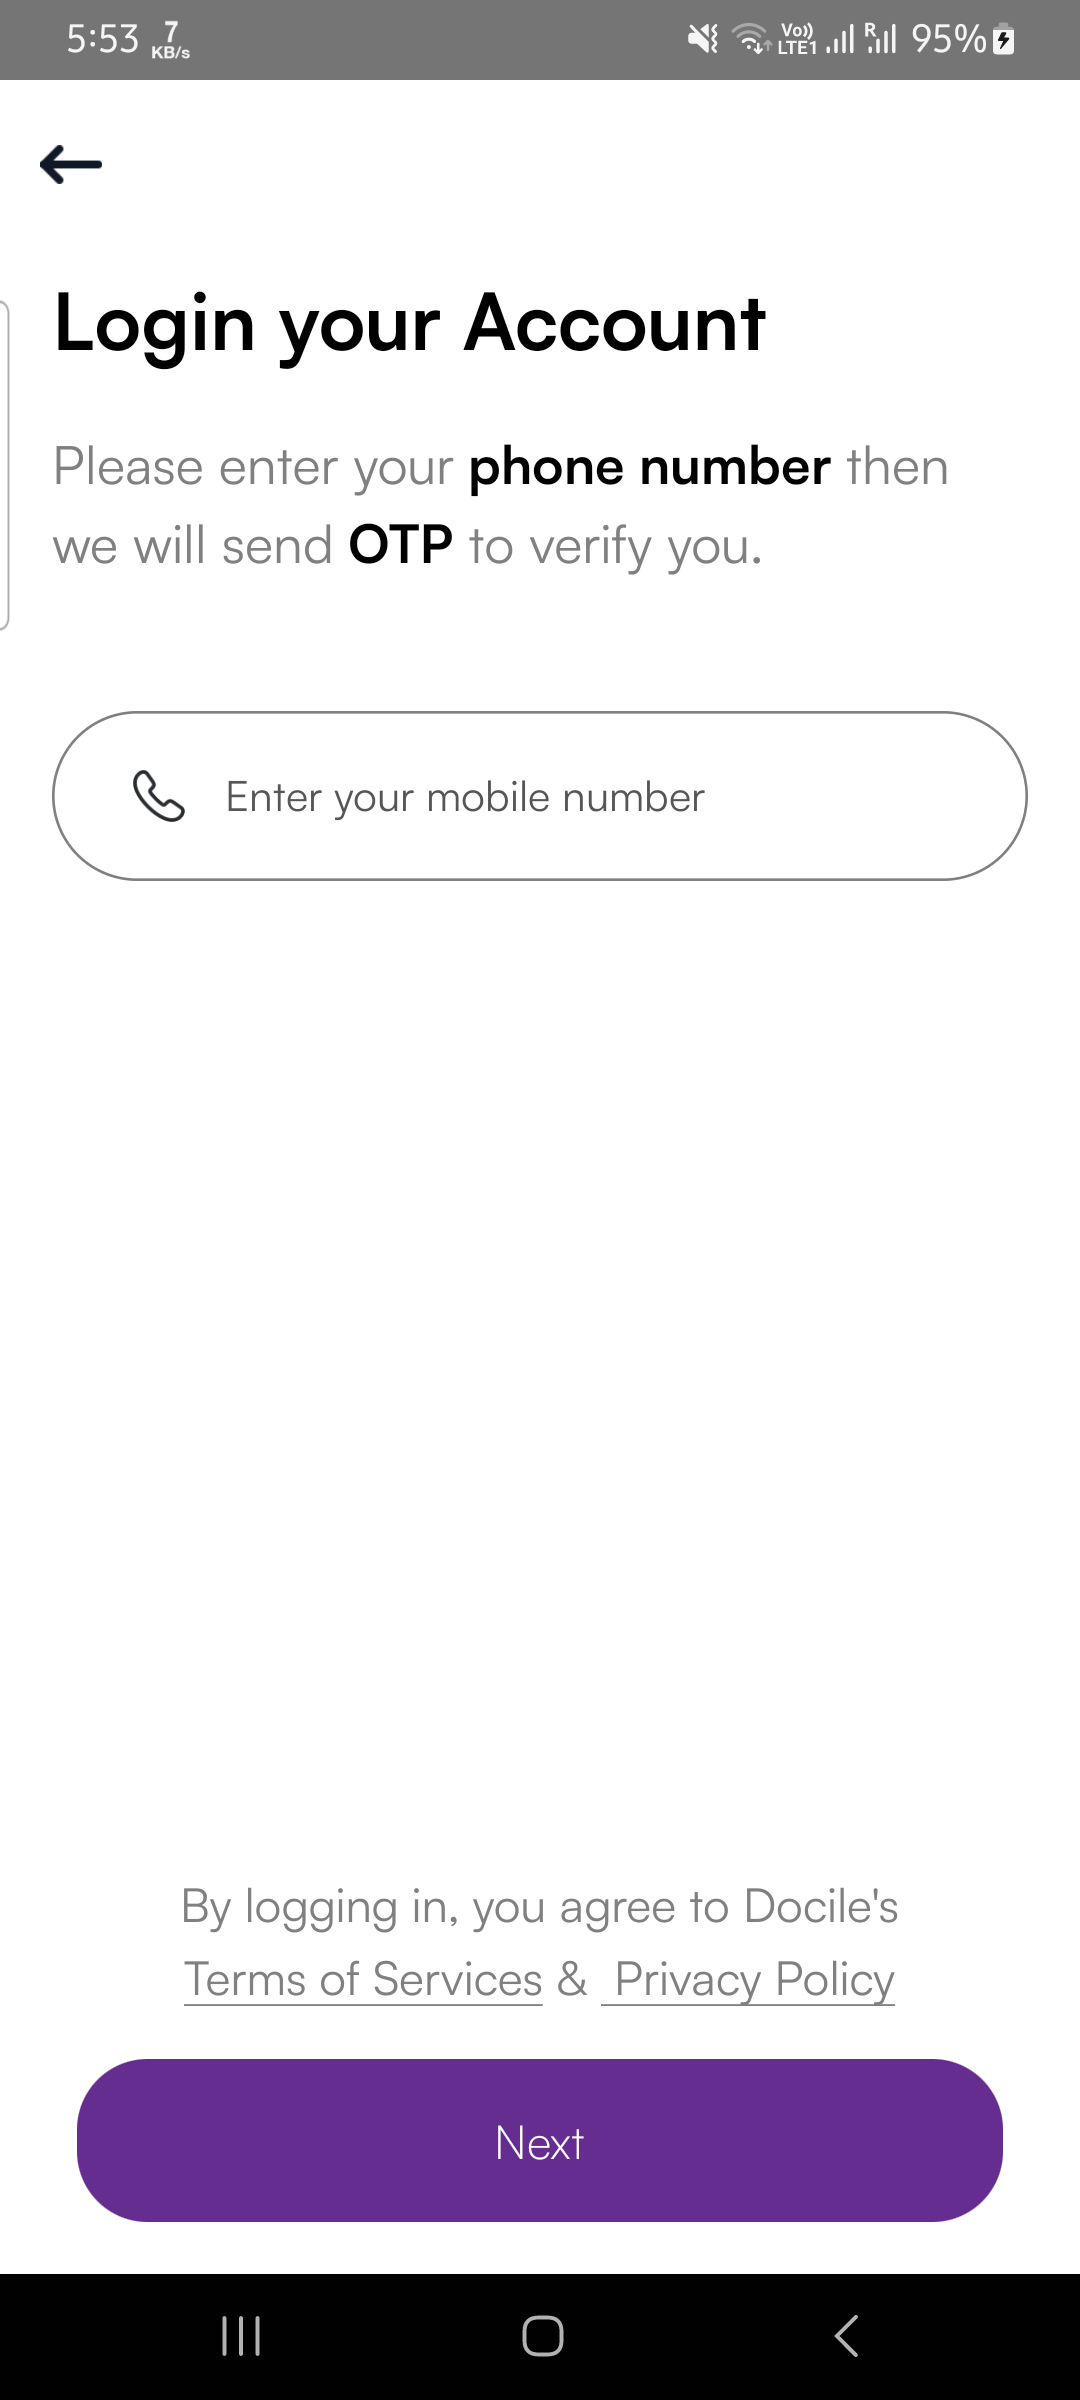 5:53 7 KB/s Vo)) LTE1 R 95%
Login your Account
Please enter your phone number then
we will send OTP to verify you.
Enter your mobile number
By logging in, you agree to Docile's
Terms of Services & Privacy Policy
Next